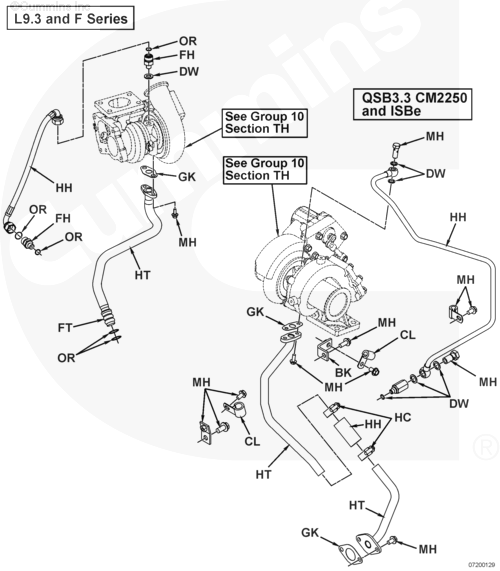 ©Cummins Inc
L9.3 and F Series
OR
FH
DW
QSB3.3 CM2250
and ISBe
MH
See Group 10
Section TH
See Group 10
Section TH
DW
GK
HH
OR
FH
OR
HH
MH
HT
MH
GK
FT
MH
CL
OR
BK
MH
MH
MH
DW
HC
HH
CL
HT
HT
GK
MH
cummins
®
07200129